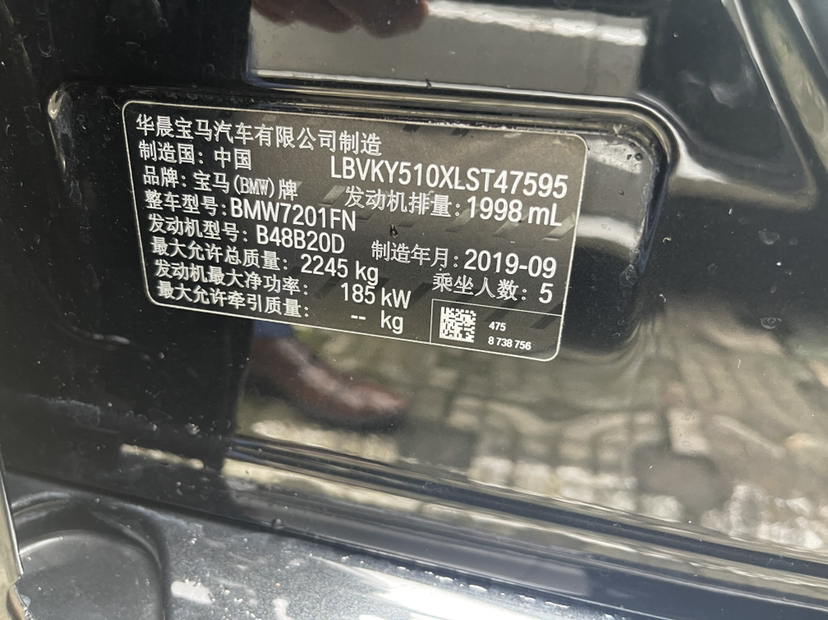 华晨宝马汽车有限公司制造
制造国：中国 LBVKY510XLST47595
品牌：宝马(BMW)牌 发动机排量：1998 mL
整车型号：BMW7201FN
发动机型号：B48B20D 制造年月：2019-09
最大允许总质量：2245 kg 乘坐人数：5
发动机最大净功率：185 kW
最大允许牵引质量：-- kg
475
8 738 756